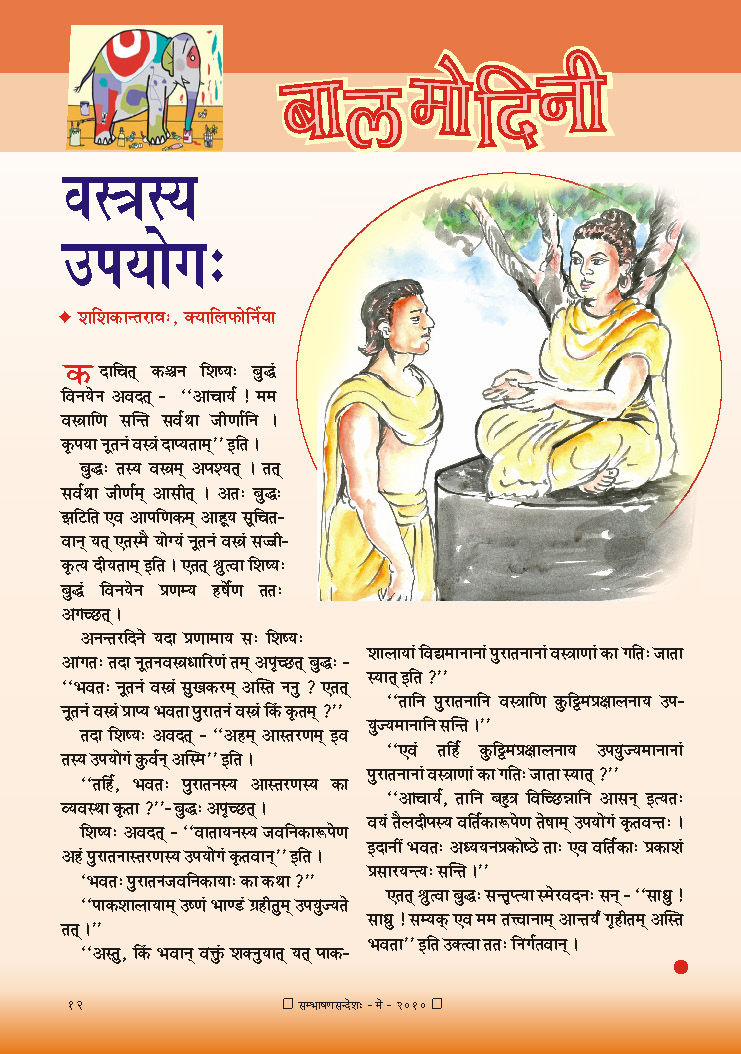 बालमोदिनी
वस्त्रस्य
उपयोगः
शशिकान्तरावः, क्यालिफोर्निया
कदाचित् कश्चन शिष्यः बुद्धं
विनयेन अवदत् - ‘‘आचार्य ! मम
वस्त्राणि सन्ति सर्वथा जीर्णानि ।
कृपया नूतनं वस्त्रं दाप्यताम्’’ इति ।
बुद्धः तस्य वस्त्रम् अपश्यत् । तत्
सर्वथा जीर्णम् आसीत् । अतः बुद्धः
झटिति एव आपणिकम् आहूय सूचित-
वान् यत् एतस्मै योग्यं नूतनं वस्त्रं सज्जी-
कृत्य दीयताम् इति । एतत् श्रुत्वा शिष्यः
बुद्धं विनयेन प्रणम्य हर्षेण ततः
अगच्छत् ।
अनन्तरदिने यदा प्रणामाय सः शिष्यः
आगतः तदा नूतनवस्त्रधारिणं तम् अपृच्छत् बुद्धः -
‘‘भवतः नूतनं वस्त्रं सुखकरम् अस्ति ननु ? एतत्
नूतनं वस्त्रं प्राप्य भवता पुरातनं वस्त्रं किं कृतम् ?’’
तदा शिष्यः अवदत् - ‘‘अहम् आस्तरणम् इव
तस्य उपयोगं कुर्वन् अस्मि’’ इति ।
‘‘तर्हि, भवतः पुरातनस्य आस्तरणस्य का
व्यवस्था कृता ?’’-बुद्धः अपृच्छत् ।
शिष्यः अवदत् - ‘‘वातायनस्य जवनिकारूपेण
अहं पुरातनास्तरणस्य उपयोगं कृतवान्’’ इति ।
‘भवतः पुरातनजवनिकायाः का कथा ?’’
‘‘पाकशालायाम् उष्णं भाण्डं ग्रहीतुम् उपयुज्यते
तत् ।’’
‘‘अस्तु, किं भवान् वक्तुं शक्नुयात् यत् पाक-
शालायां विद्यमानानां पुरातनानां वस्त्राणां का गतिः जाता
स्यात् इति ?’’
‘‘तानि पुरातनानि वस्त्राणि कुट्टिमप्रक्षालनाय उप-
युज्यमानानि सन्ति ।’’
‘‘एवं तर्हि कुट्टिमप्रक्षालनाय उपयुज्यमानानां
पुरातनानां वस्त्राणां का गतिः जाता स्यात् ?’’
‘‘आचार्य, तानि बहुत्र विच्छिन्नानि आसन् इत्यतः
वयं तैलदीपस्य वर्तिकारूपेण तेषाम् उपयोगं कृतवन्तः ।
इदानीं भवतः अध्ययनप्रकोष्ठे ताः एव वर्तिकाः प्रकाशं
प्रसारयन्त्यः सन्ति ।’’
एतत् श्रुत्वा बुद्धः सन्तृप्त्या स्मेरवदनः सन् - ‘‘साधु !
साधु ! सम्यक् एव मम तत्त्वानाम् आन्तर्यं गृहीतम् अस्ति
भवता’’ इति उक्त्वा ततः निर्गतवान् ।
१२
सम्भाषणसन्देशः - मे - २०१०